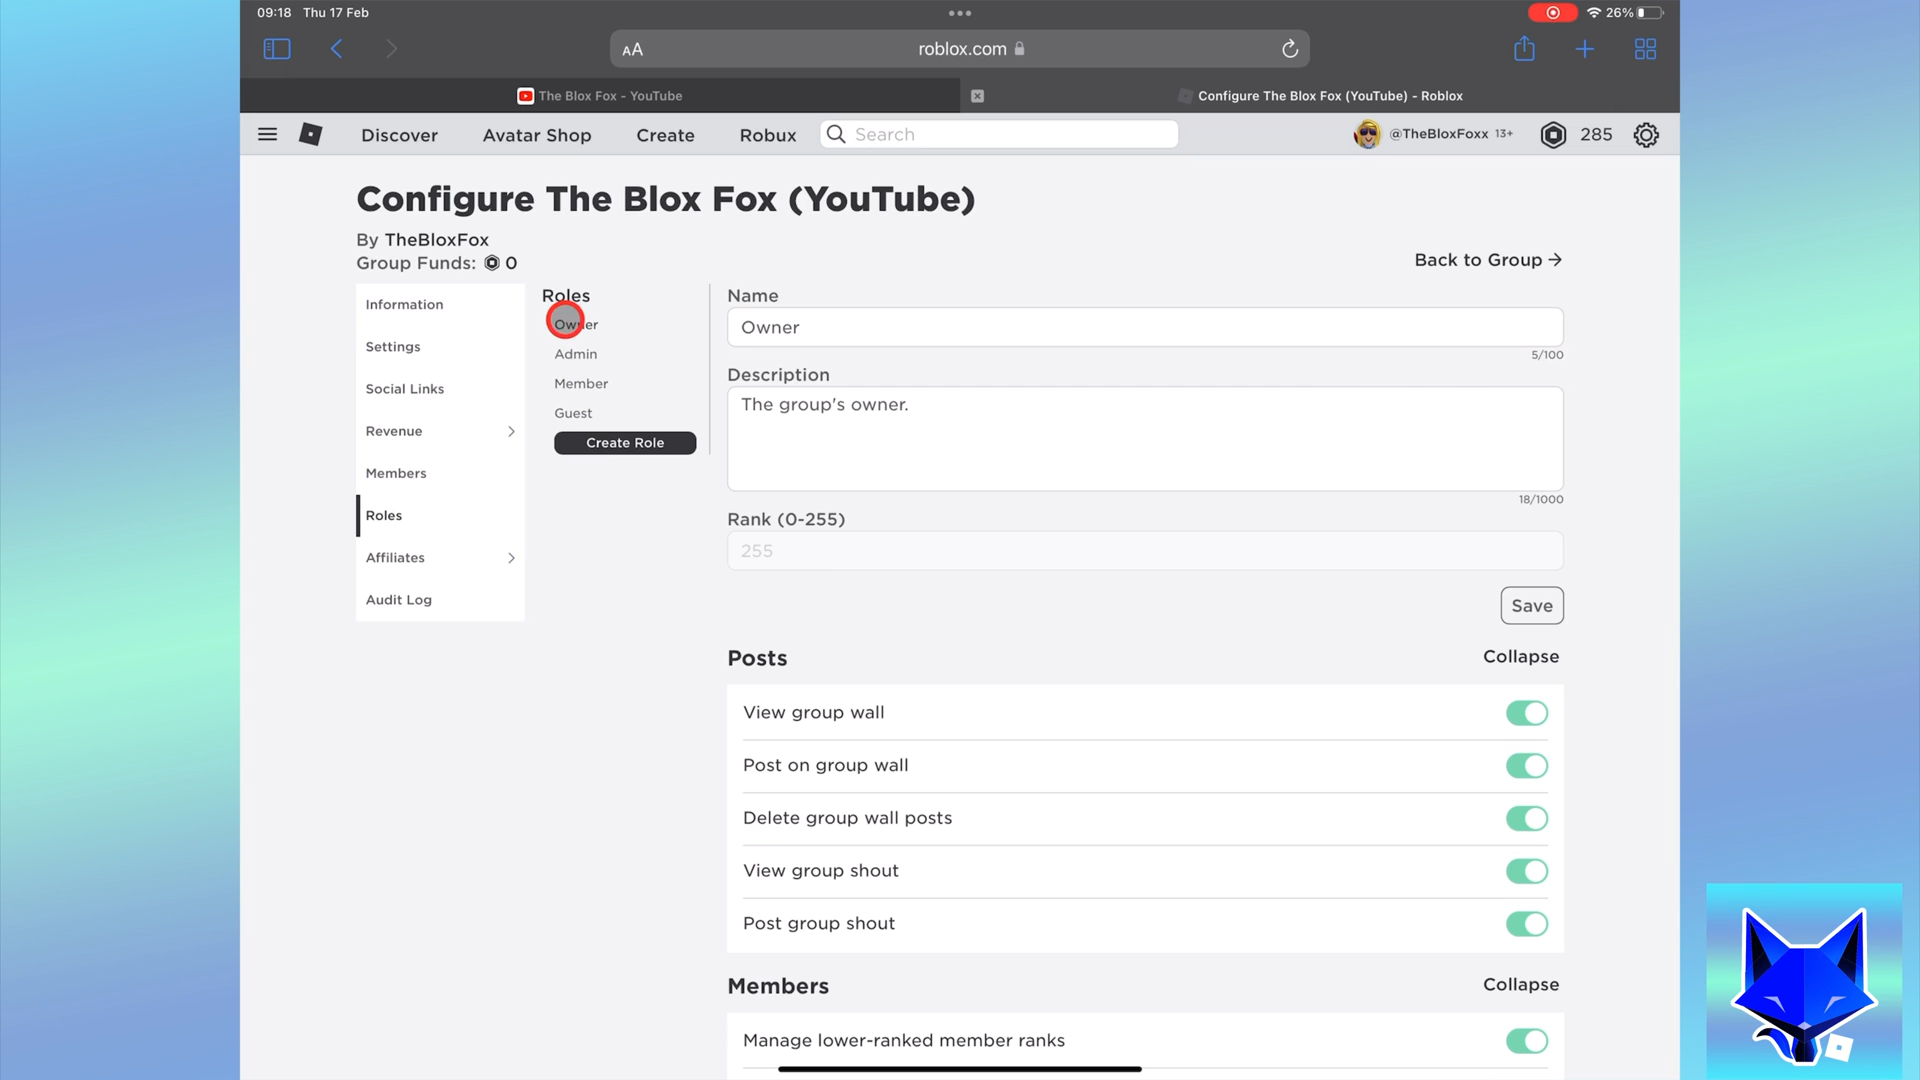 09:18 Thu 17 Feb
26%
AA roblox.com
The Blox Fox - YouTube
Configure The Blox Fox (YouTube) - Roblox
Discover Avatar Shop Create Robux Search @TheBloxFoxx 13+ 285
Configure The Blox Fox (YouTube)
By TheBloxFox
Group Funds: 0
Back to Group →
Information
Settings
Social Links
Revenue
Members
Roles
Affiliates
Audit Log
Roles
Owner
Admin
Member
Guest
Create Role
Name
Owner
5/100
Description
The group's owner.
18/1000
Rank (0-255)
255
Save
Posts Collapse
View group wall
Post on group wall
Delete group wall posts
View group shout
Post group shout
Members Collapse
Manage lower-ranked member ranks